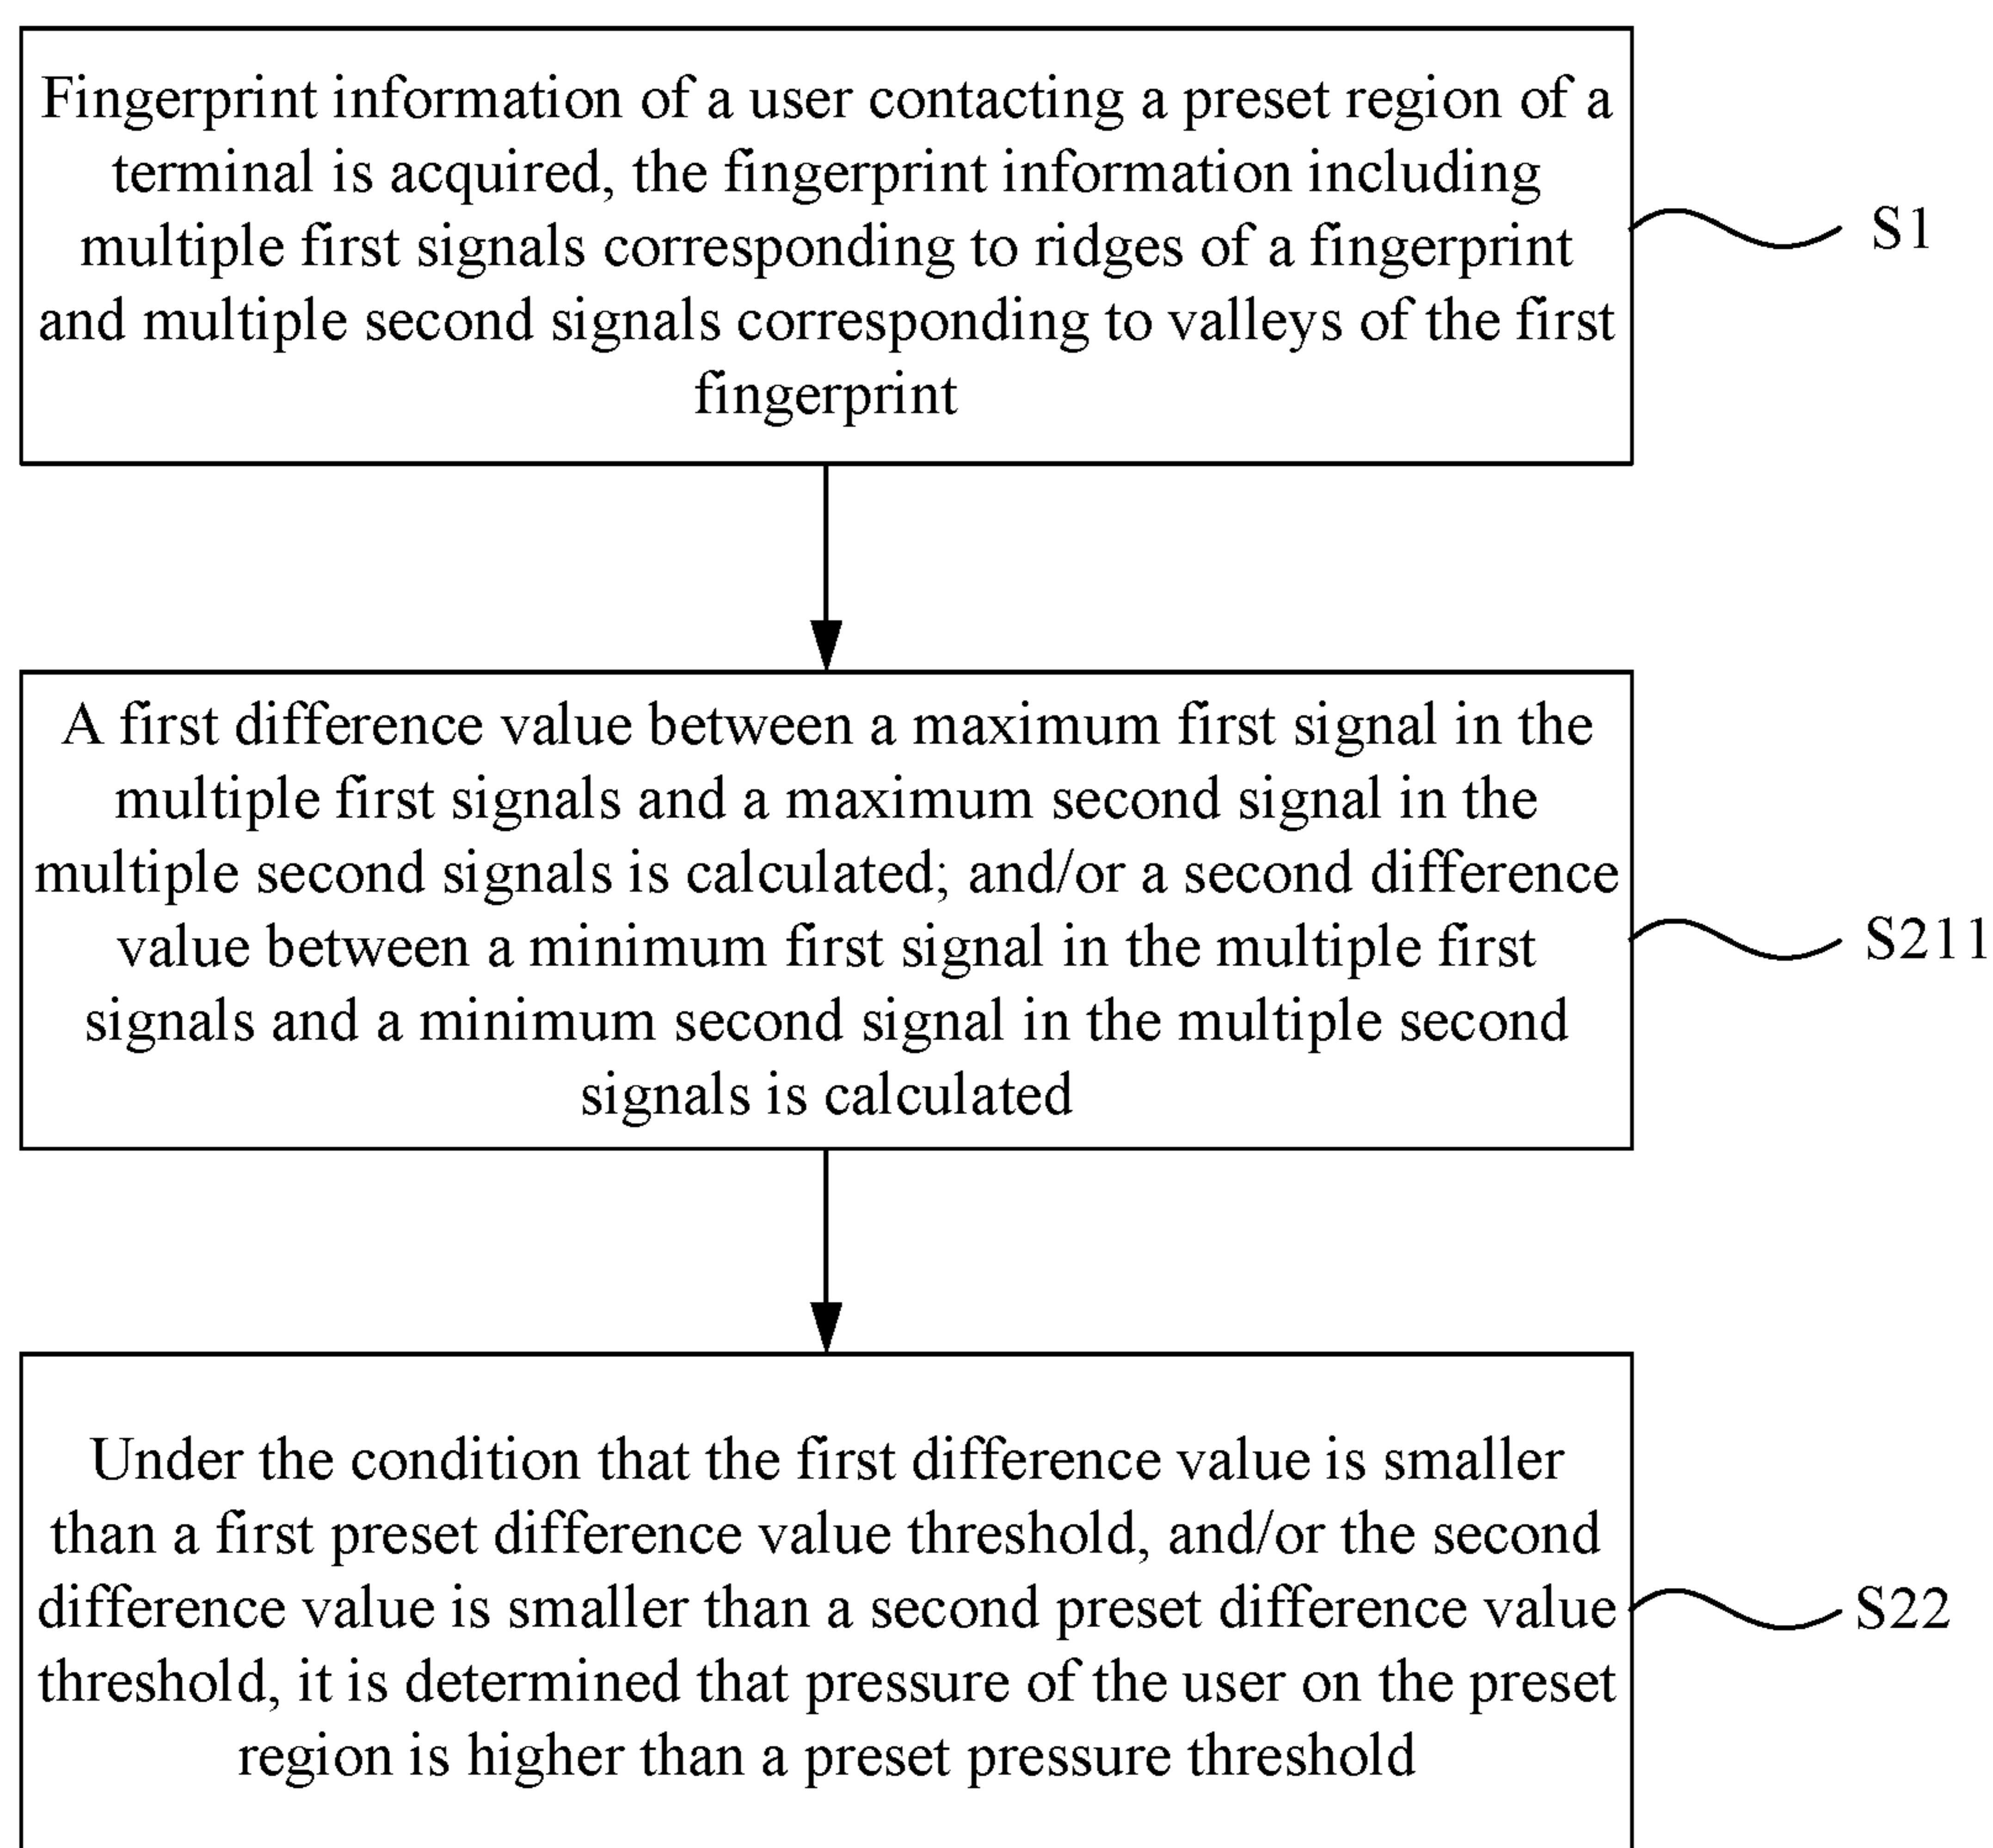 Fingerprint information of a user contacting a preset region of a
terminal is acquired, the fingerprint information including
multiple first signals corresponding to ridges of a fingerprint
and multiple second signals corresponding to valleys of the first
fingerprint
S1
A first difference value between a maximum first signal in the
multiple first signals and a maximum second signal in the
multiple second signals is calculated; and/or a second difference
value between a minimum first signal in the multiple first
signals and a minimum second signal in the multiple second
signals is calculated
S211
Under the condition that the first difference value is smaller
than a first preset difference value threshold, and/or the second
difference value is smaller than a second preset difference value
threshold, it is determined that pressure of the user on the preset
region is higher than a preset pressure threshold
S22